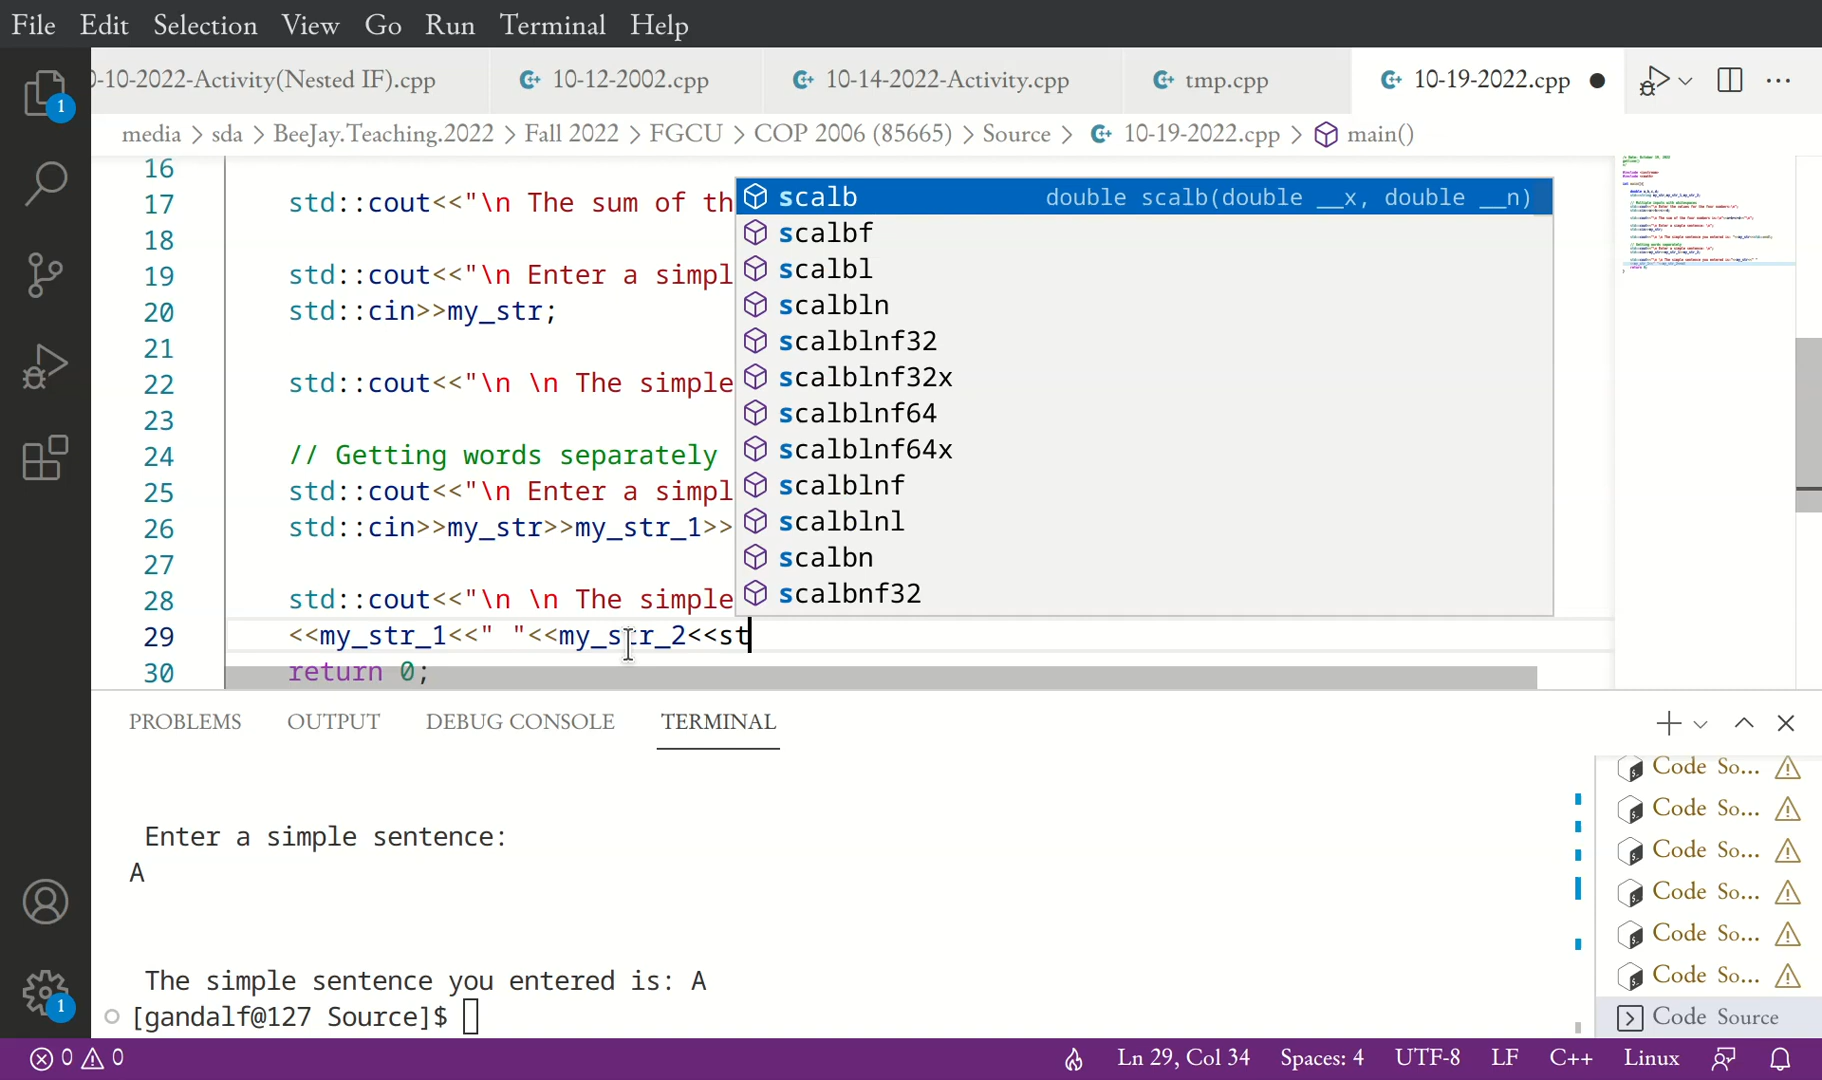 File Edit Selection View Go Run Terminal Help
0-10-2022-Activity(Nested IF).cpp 10-12-2002.cpp 10-14-2022-Activity.cpp tmp.cpp 10-19-2022.cpp
media > sda > BeeJay.Teaching.2022 > Fall 2022 > FGCU > COP 2006 (85665) > Source > 10-19-2022.cpp > main()
16
17 std::cout<<"\n The sum of th
18
19 std::cout<<"\n Enter a simpl
20 std::cin>>my_str;
21
22 std::cout<<"\n \n The simple
23
24 // Getting words separately
25 std::cout<<"\n Enter a simpl
26 std::cin>>my_str>>my_str_1>>
27
28 std::cout<<"\n \n The simple
29 <<my_str_1<<" "<<my_str_2<<st
30 return 0;
scalb double scalb(double __x, double __n)
scalbf
scalbl
scalbln
scalblnf32
scalblnf32x
scalblnf64
scalblnf64x
scalblnf
scalblnl
scalbn
scalbnf32
PROBLEMS OUTPUT DEBUG CONSOLE TERMINAL
Enter a simple sentence:
A
The simple sentence you entered is: A
[gandalf@127 Source]$
Code So...
Code So...
Code So...
Code So...
Code So...
Code So...
Code Source
1
1
0 0 Ln 29, Col 34 Spaces: 4 UTF-8 LF C++ Linux